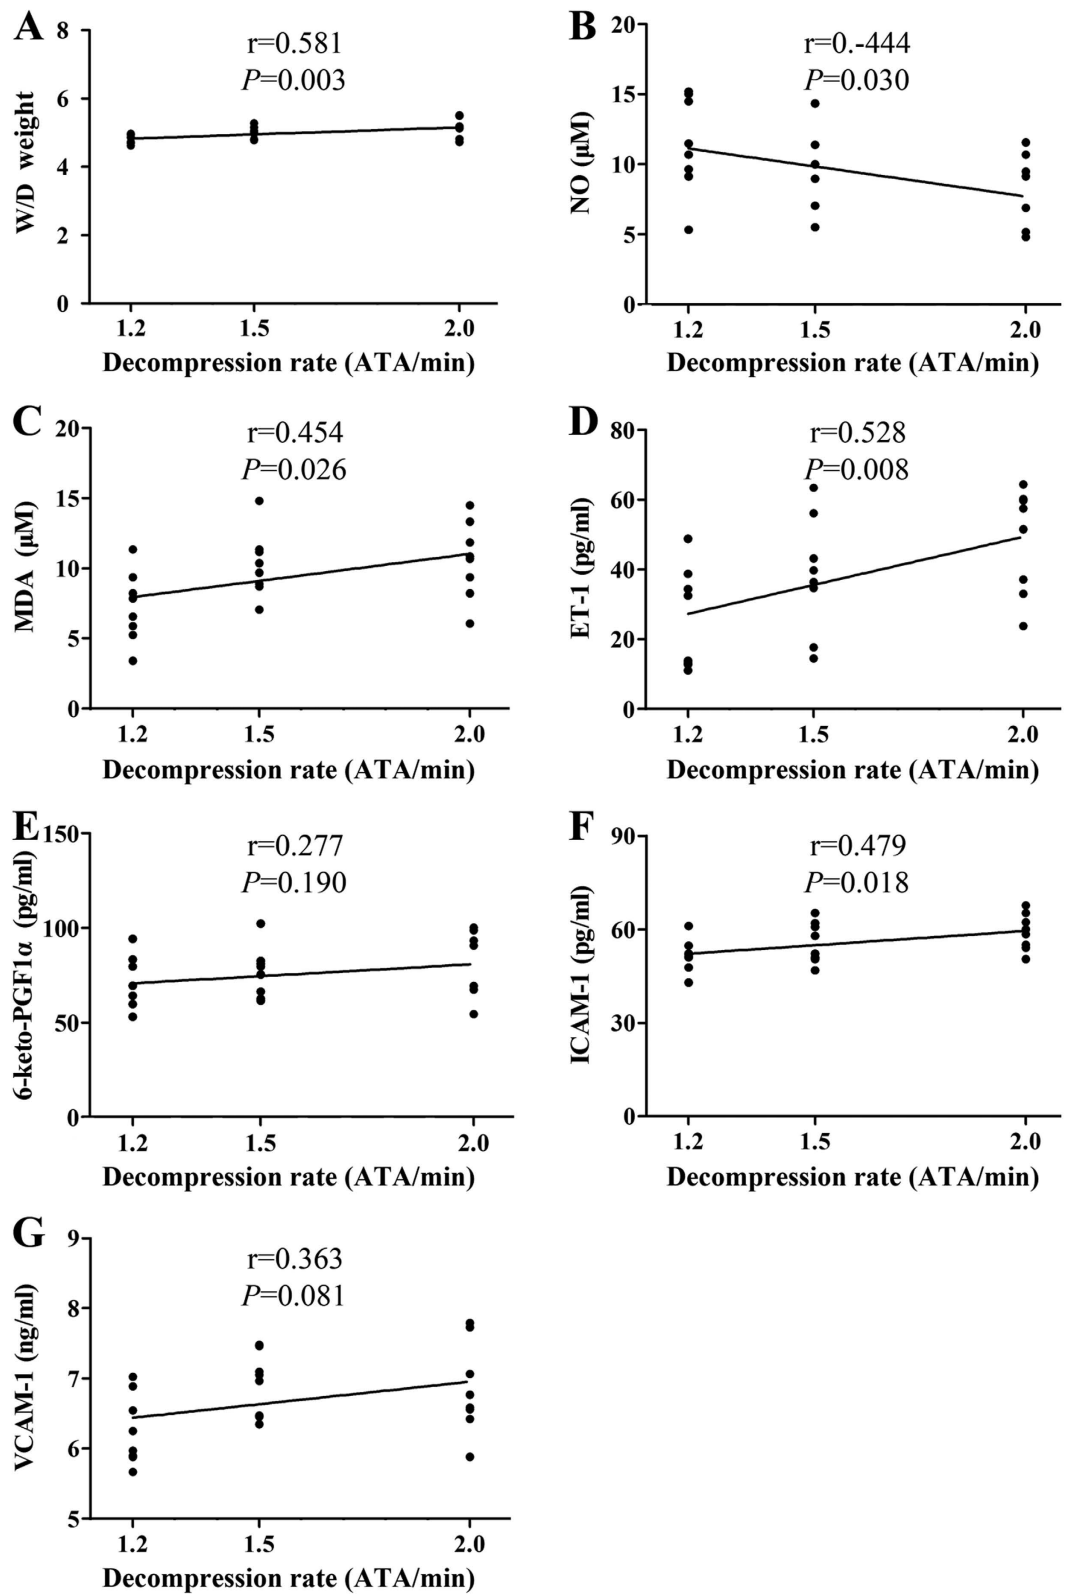 A
r=0.581
P=0.003
W/D weight
8
6
4
2
0
1.2 1.5 2.0
Decompression rate (ATA/min)
B
r=0.-444
P=0.030
NO (μM)
20
15
10
5
0
1.2 1.5 2.0
Decompression rate (ATA/min)
C
r=0.454
P=0.026
MDA (μM)
20
15
10
5
0
1.2 1.5 2.0
Decompression rate (ATA/min)
D
r=0.528
P=0.008
ET-1 (pg/ml)
80
60
40
20
0
1.2 1.5 2.0
Decompression rate (ATA/min)
E
r=0.277
P=0.190
6-keto-PGF1α (pg/ml)
150
100
50
0
1.2 1.5 2.0
Decompression rate (ATA/min)
F
r=0.479
P=0.018
ICAM-1 (pg/ml)
90
60
30
0
1.2 1.5 2.0
Decompression rate (ATA/min)
G
r=0.363
P=0.081
VCAM-1 (ng/ml)
9
8
7
6
5
1.2 1.5 2.0
Decompression rate (ATA/min)